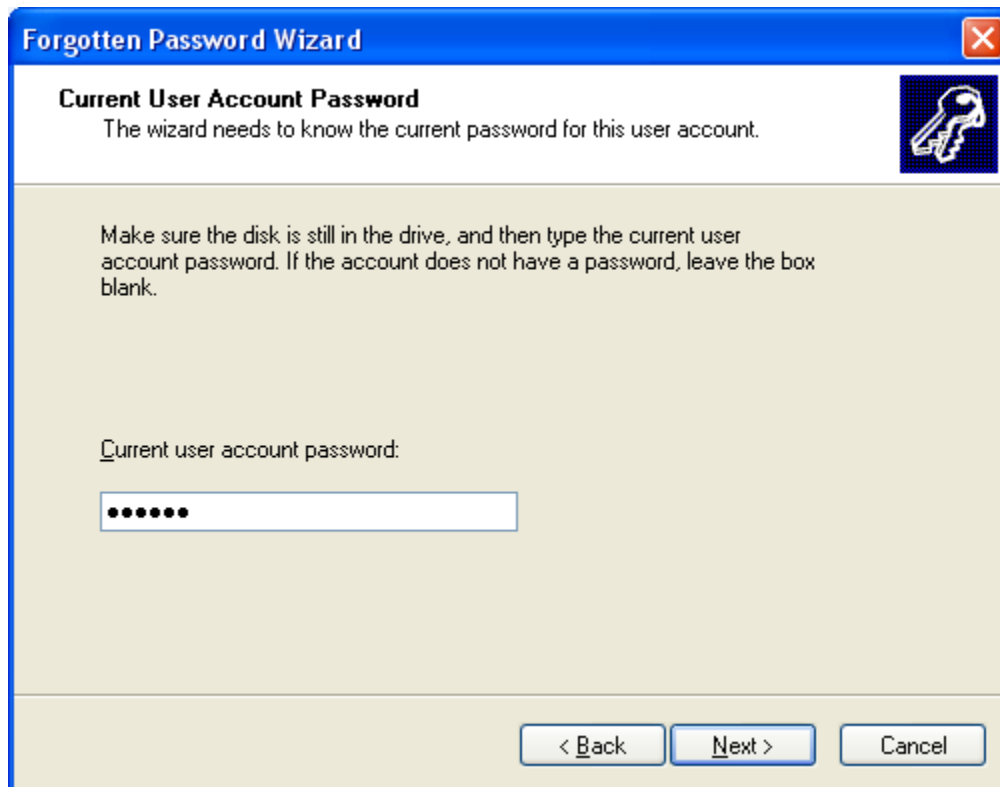 Forgotten Password Wizard
Current User Account Password
The wizard needs to know the current password for this user account.
Make sure the disk is still in the drive, and then type the current user
account password. If the account does not have a password, leave the box
blank.
Current user account password:
●●●●●●
< Back Next > Cancel